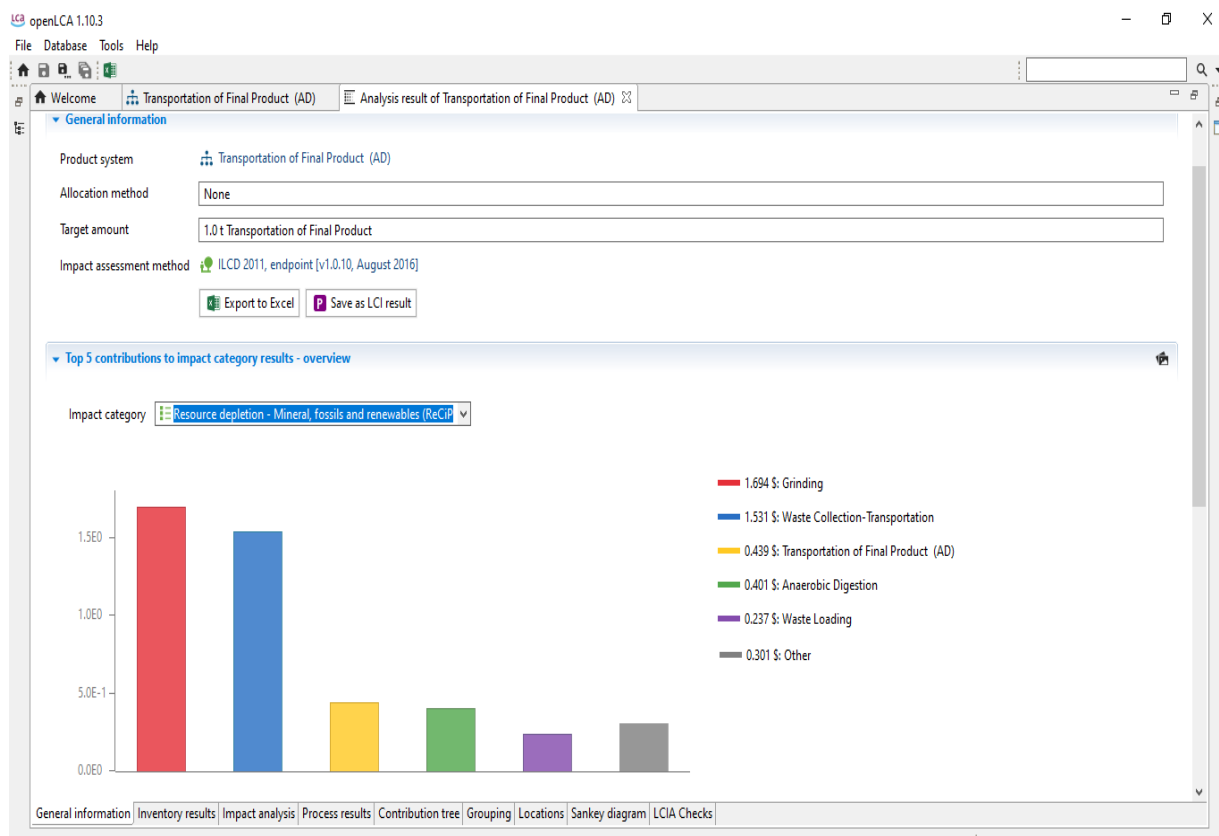 LCA openLCA 1.10.3
File Database Tools Help
Welcome Transportation of Final Product (AD) Analysis result of Transportation of Final Product (AD)
General information
Product system Transportation of Final Product (AD)
Allocation method None
Target amount 1.0 t Transportation of Final Product
Impact assessment method ILCD 2011, endpoint [v1.0.10, August 2016]
Export to Excel P Save as LCI result
Top 5 contributions to impact category results - overview
Impact category Resource depletion - Mineral, fossils and renewables (ReCiP
1.694 $: Grinding
1.531 $: Waste Collection-Transportation
0.439 $: Transportation of Final Product (AD)
0.401 $: Anaerobic Digestion
0.237 $: Waste Loading
0.301 $: Other
1.5E0
1.0E0
5.0E-1
0.0E0
General information Inventory results Impact analysis Process results Contribution tree Grouping Locations Sankey diagram LCIA Checks